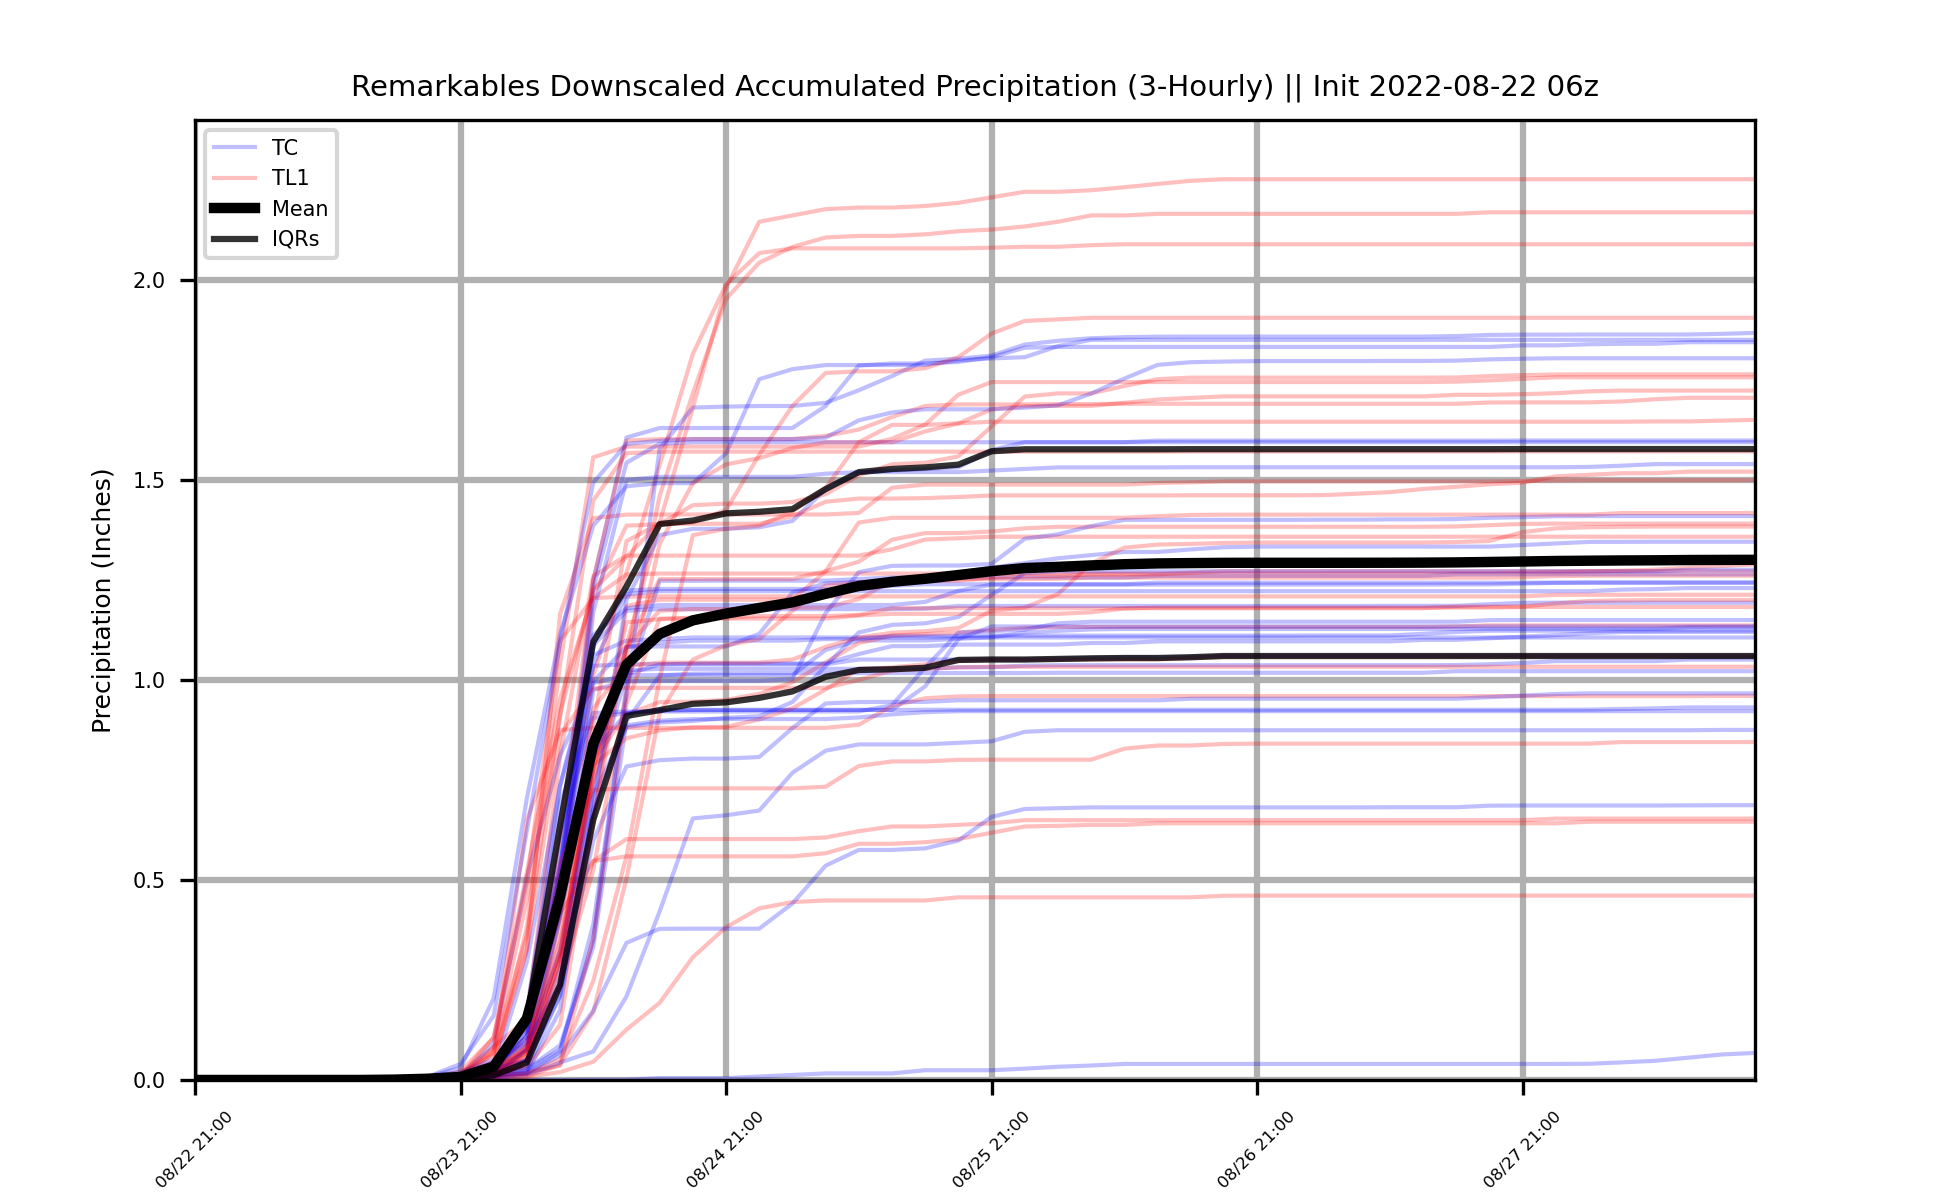 Remarkables Downscaled Accumulated Precipitation (3-Hourly) || Init 2022-08-22 06z
TC
TL1
Mean
IQRs
Precipitation (Inches)
2.0
1.5
1.0
0.5
0.0
08/22 21:00
08/23 21:00
08/24 21:00
08/25 21:00
08/26 21:00
08/27 21:00